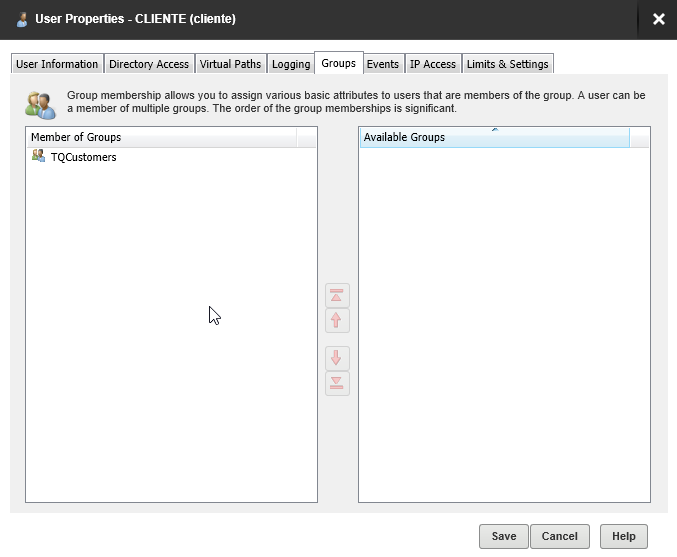 User Properties - CLIENTE (cliente)
User Information Directory Access Virtual Paths Logging Groups Events IP Access Limits & Settings
Group membership allows you to assign various basic attributes to users that are members of the group. A user can be
a member of multiple groups. The order of the group memberships is significant.
Member of Groups
Available Groups
TQCustomers
Save Cancel Help